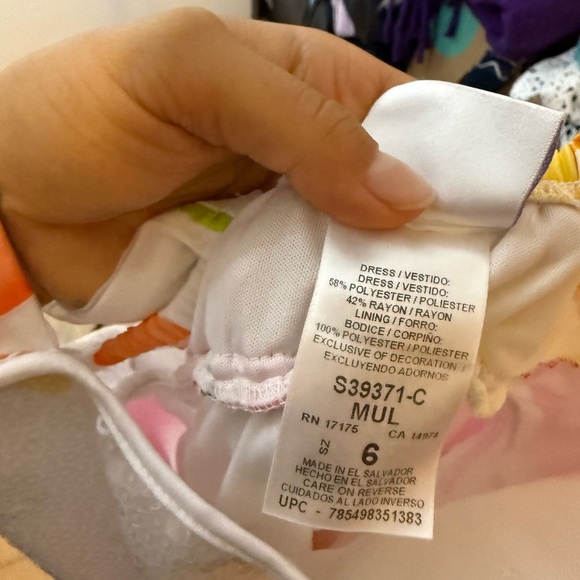 DRESS / VESTIDO:
DRESS / VESTIDO:
58% POLYESTER / POLIESTER
42% RAYON / RAYON
LINING / FORRO:
BODICE / CORPIÑO:
100% POLYESTER / POLIESTER
EXCLUSIVE OF DECORATION /
EXCLUYENDO ADORNOS
S39371-C
MUL
RN 17175 CA 14974
SZ 6
MADE IN EL SALVADOR
HECHO EN EL SALVADOR
CARE ON REVERSE
CUIDADOS AL LADO INVERSO
UPC - 785498351383